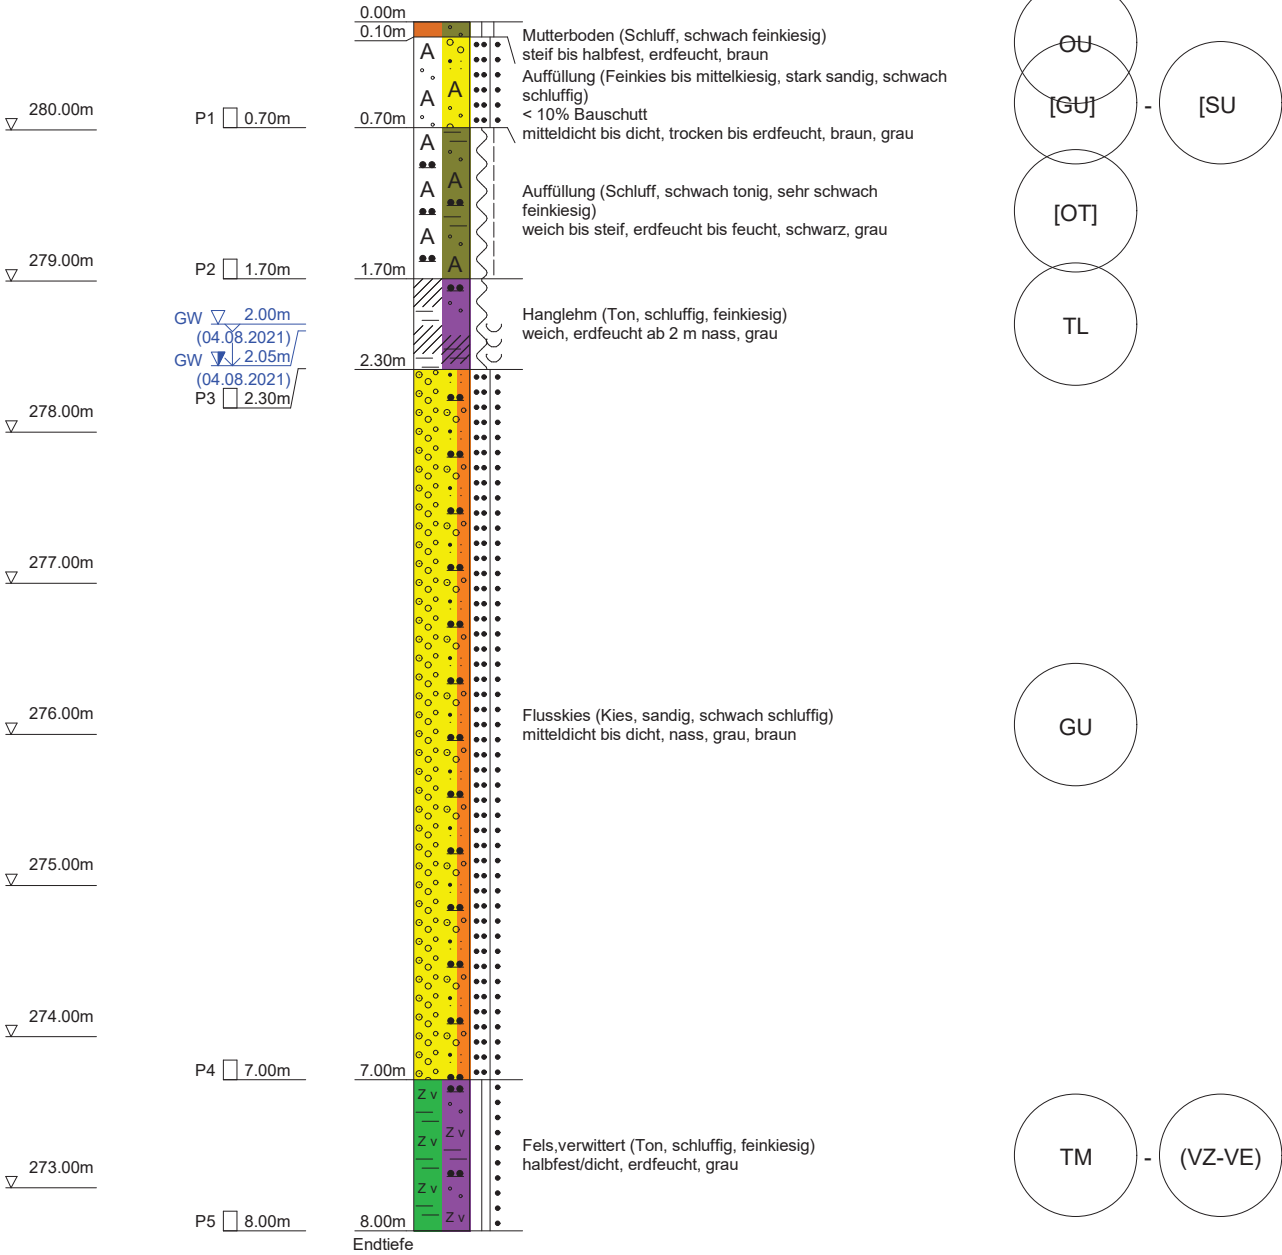 0.00m
0.10m
Mutterboden (Schluff, schwach feinkiesig)
steif bis halbfest, erdfeucht, braun
OU
A
Auffüllung (Feinkies bis mittelkiesig, stark sandig, schwach
schluffig)
< 10% Bauschutt
mitteldicht bis dicht, trocken bis erdfeucht, braun, grau
A
A
[GU] - [SU
280.00m
P1 0.70m
0.70m
A
A
A
A
A
Auffüllung (Schluff, schwach tonig, sehr schwach
feinkiesig)
weich bis steif, erdfeucht bis feucht, schwarz, grau
[OT]
279.00m
P2 1.70m
1.70m
Hanglehm (Ton, schluffig, feinkiesig)
weich, erdfeucht ab 2 m nass, grau
TL
GW 2.00m
(04.08.2021)
GW 2.05m
(04.08.2021)
P3 2.30m
2.30m
278.00m
277.00m
276.00m
Flusskies (Kies, sandig, schwach schluffig)
mitteldicht bis dicht, nass, grau, braun
GU
275.00m
274.00m
P4 7.00m
7.00m
Z v
Z v
Z v
Z v
Z v
Fels,verwittert (Ton, schluffig, feinkiesig)
halbfest/dicht, erdfeucht, grau
TM - (VZ-VE)
273.00m
P5 8.00m
8.00m
Endtiefe